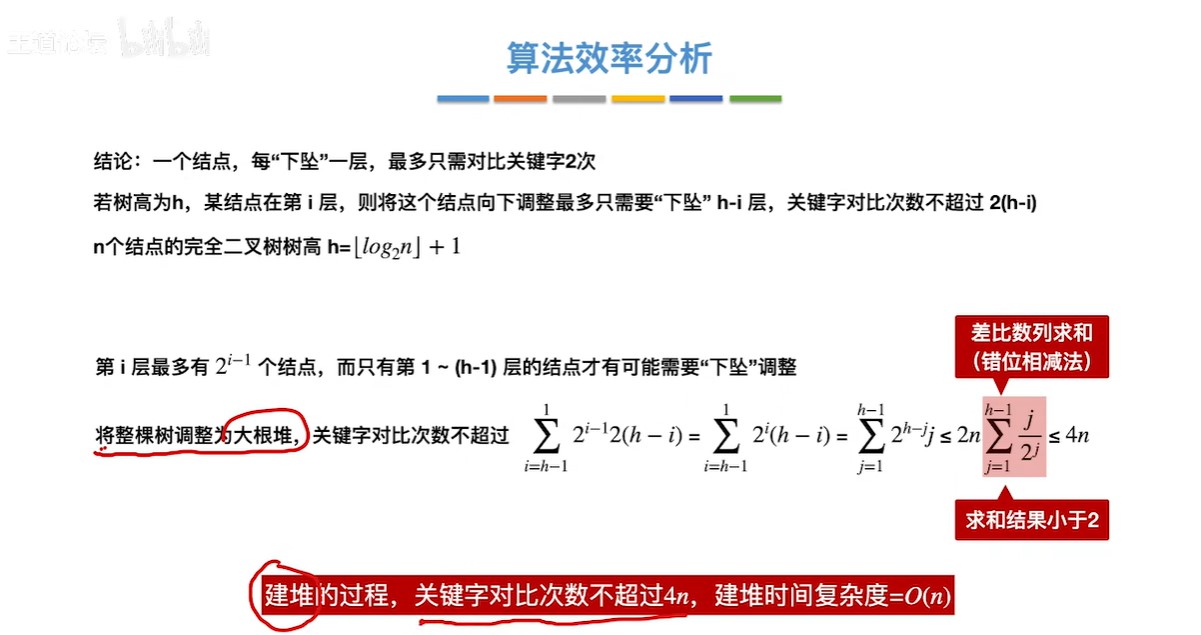 bilibili
算法效率分析
结论：一个结点，每“下坠”一层，最多只需对比关键字2次
若树高为h，某结点在第 i 层，则将这个结点向下调整最多只需要“下坠” h-i 层，关键字对比次数不超过 2(h-i)
n个结点的完全二叉树树高 h=⌊log₂n⌋ + 1
差比数列求和
（错位相减法）
第 i 层最多有 2^{i−1} 个结点，而只有第 1 ~ (h-1) 层的结点才有可能需要“下坠”调整
将整棵树调整为大根堆，关键字对比次数不超过 \sum_{i=h−1}^{1} 2^{i−1}2(h − i) = \sum_{i=h−1}^{1} 2^{i}(h − i) = \sum_{j=1}^{h−1} 2^{h−j}j ≤ 2n \sum_{j=1}^{h−1} \frac{j}{2^{j}} ≤ 4n
求和结果小于2
建堆的过程，关键字对比次数不超过4n，建堆时间复杂度=O(n)